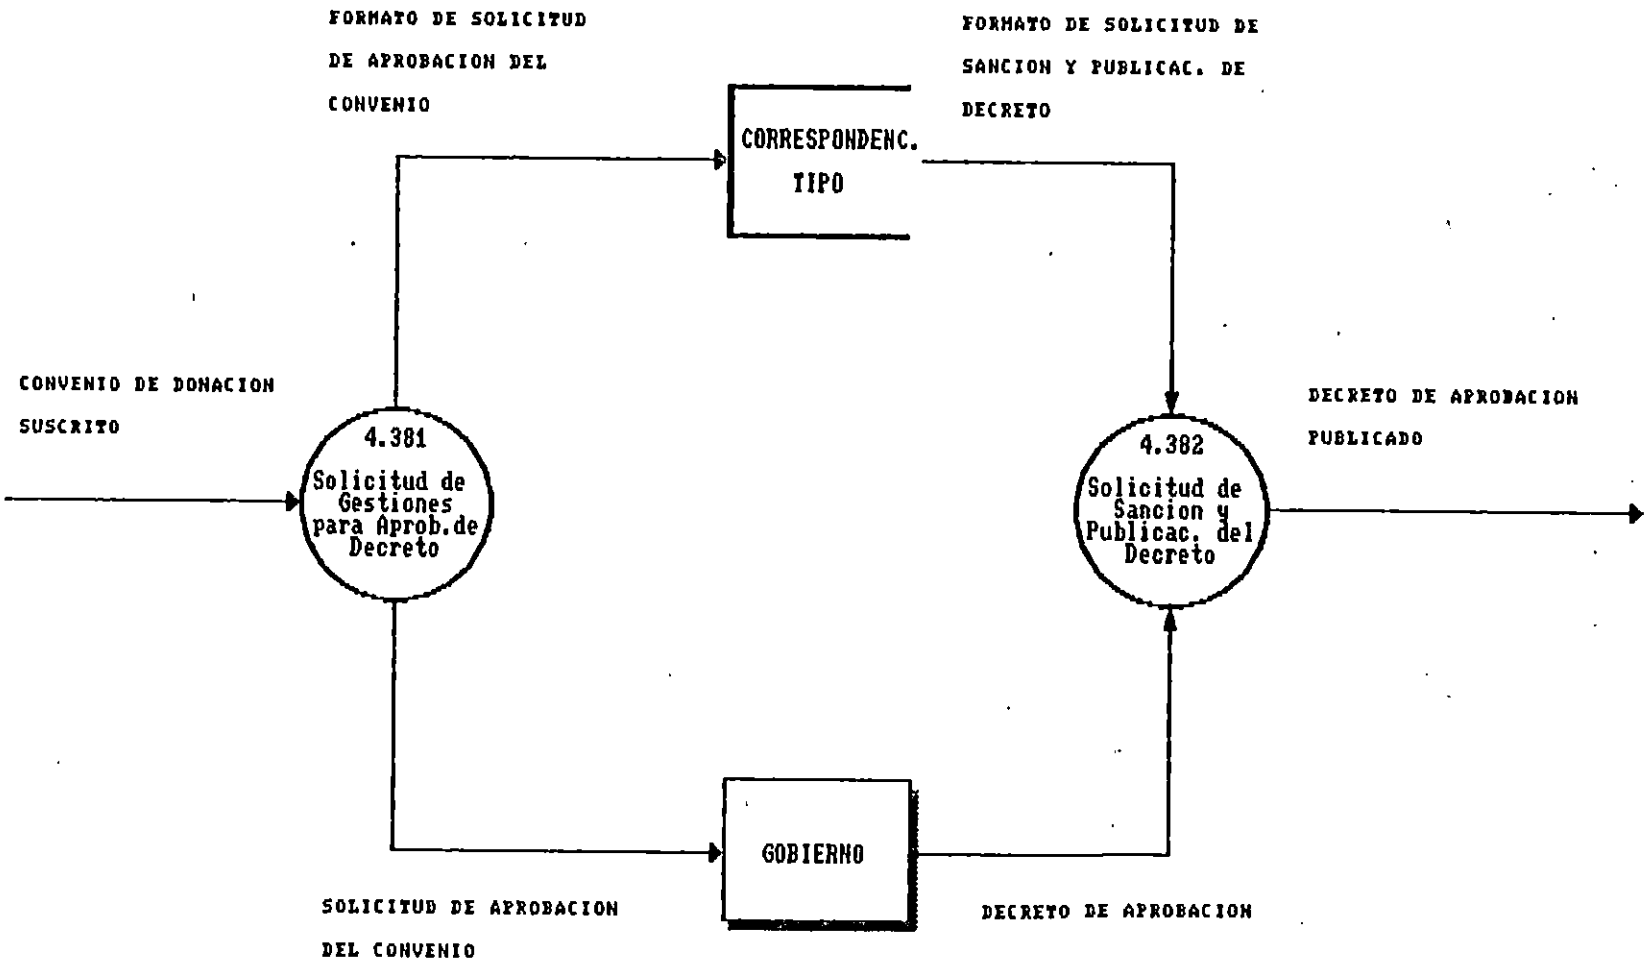 FORMATO DE SOLICITUD
DE APROBACION DEL
CONVENIO
FORMATO DE SOLICITUD DE
SANCION Y PUBLICAC. DE
DECRETO
CORRESPONDENC.
TIPO
CONVENIO DE DONACION
SUSCRITO
4.381
Solicitud de
Gestiones
para Aprob.de
Decreto
4.382
Solicitud de
Sancion y
Publicac. del
Decreto
DECRETO DE APROBACION
PUBLICADO
GOBIERNO
SOLICITUD DE APROBACION
DEL CONVENIO
DECRETO DE APROBACION